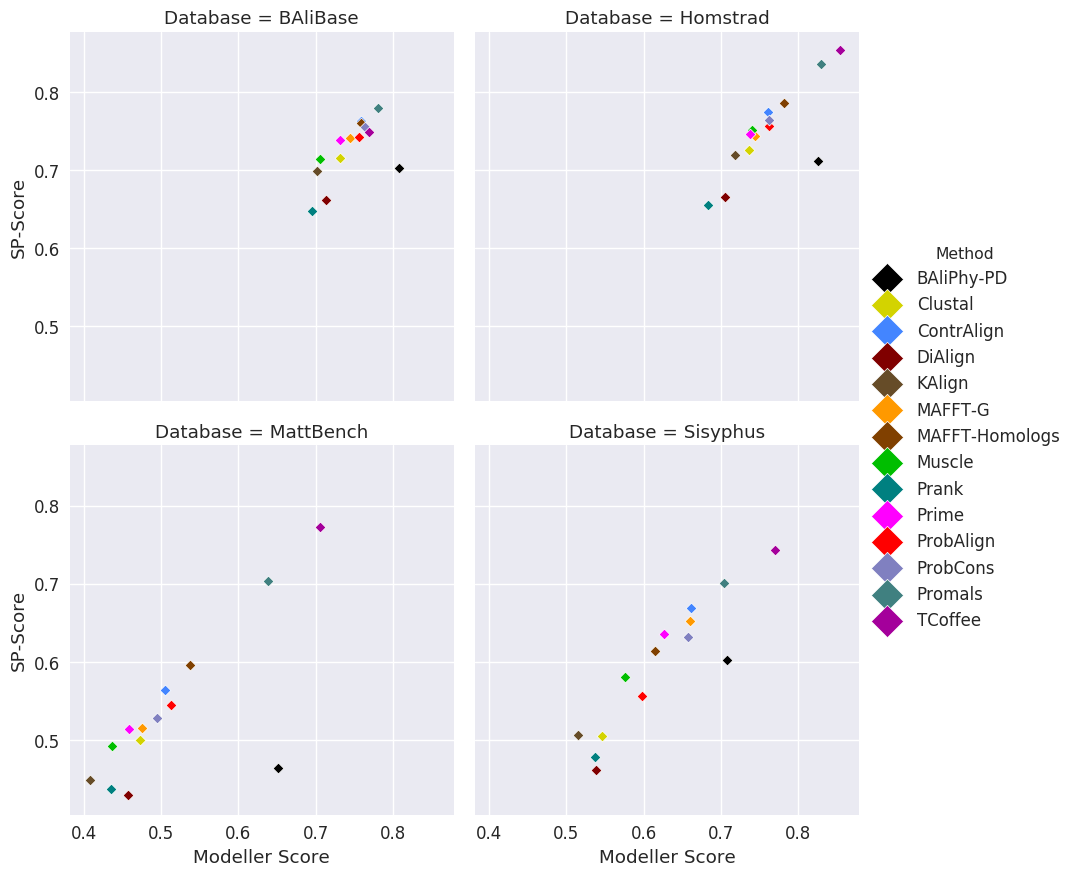 Database = BAliBase
Database = Homstrad
SP-Score
0.8
0.7
0.6
0.5
Method
BAliPhy-PD
Clustal
ContrAlign
DiAlign
KAlign
MAFFT-G
MAFFT-Homologs
Muscle
Prank
Prime
ProbAlign
ProbCons
Promals
TCoffee
Database = MattBench
Database = Sisyphus
SP-Score
0.8
0.7
0.6
0.5
0.4 0.5 0.6 0.7 0.8
Modeller Score
0.4 0.5 0.6 0.7 0.8
Modeller Score